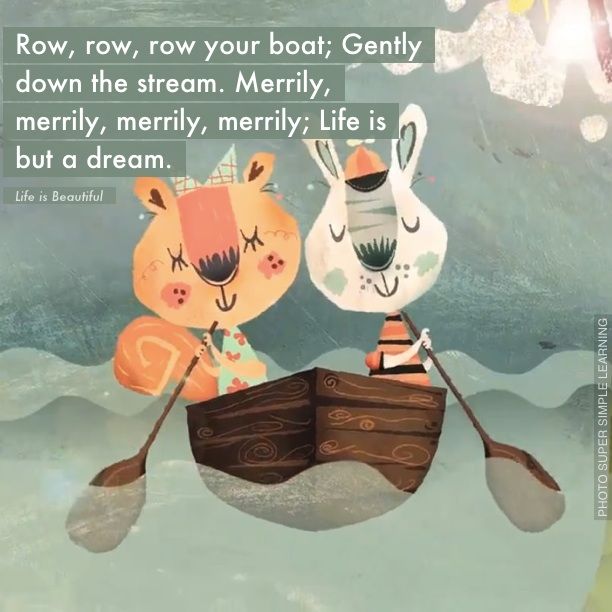 Row, row, row your boat; Gently
down the stream. Merrily,
merrily, merrily, merrily; Life is
but a dream.
Life is Beautiful
PHOTO SUPER SIMPLE LEARNING